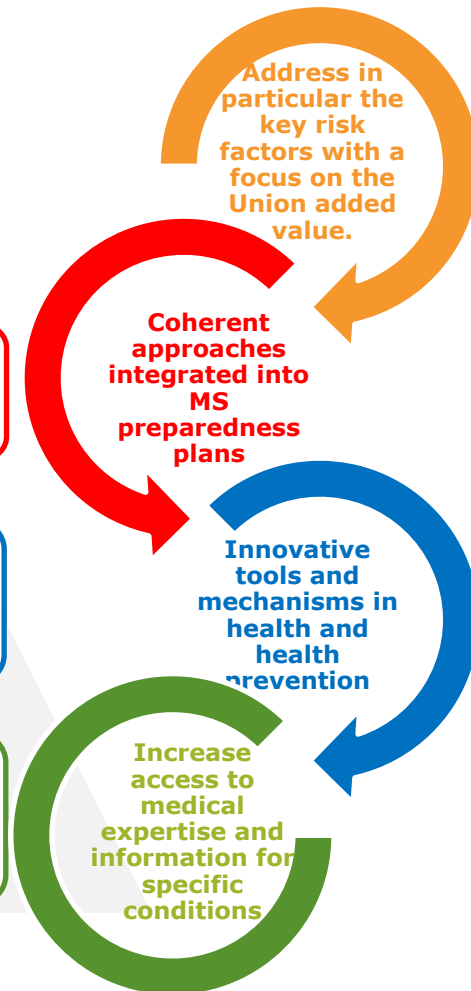 Address in
particular the
key risk
factors with a
focus on the
Union added
value.
Coherent
approaches
integrated into
MS
preparedness
plans
Innovative
tools and
mechanisms in
health and
health
prevention
Increase
access to
medical
expertise and
information for
specific
conditions